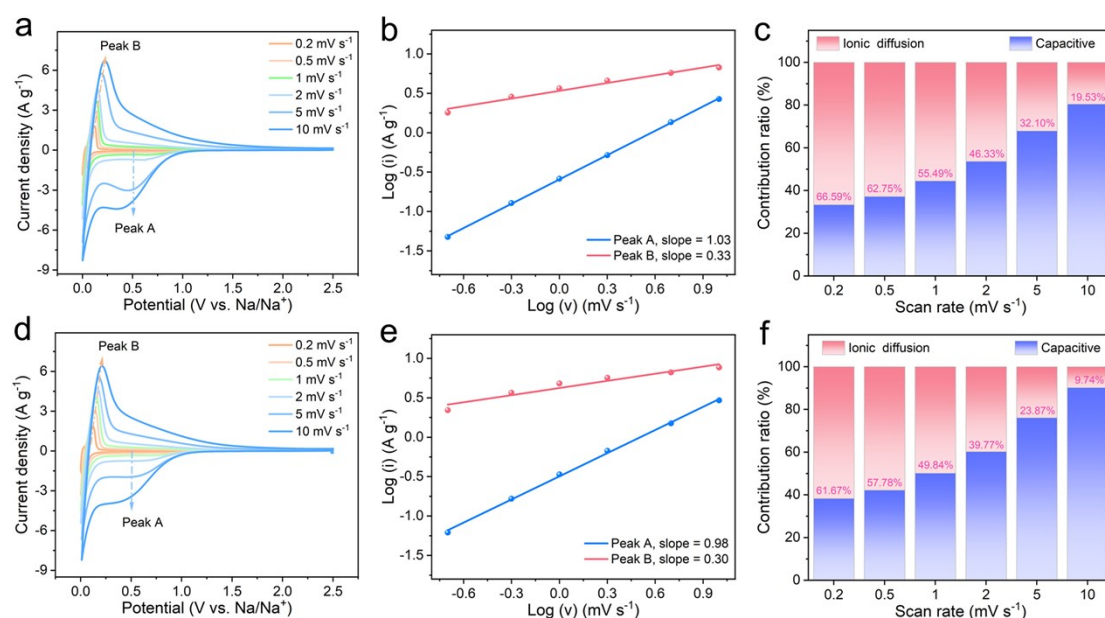 a
Peak B
0.2 mV s⁻¹
0.5 mV s⁻¹
1 mV s⁻¹
2 mV s⁻¹
5 mV s⁻¹
10 mV s⁻¹
Peak A
6
3
0
-3
-6
-9
Current density (A g⁻¹)
0.0 0.5 1.0 1.5 2.0 2.5
Potential (V vs. Na/Na⁺)
b
1.5
1.0
0.5
0.0
-0.5
-1.0
-1.5
Log (i) (A g⁻¹)
Peak A, slope = 1.03
Peak B, slope = 0.33
-0.6 -0.3 0.0 0.3 0.6 0.9
Log (v) (mV s⁻¹)
c
Ionic diffusion Capacitive
100
80
60
40
20
0
Contribution ratio (%)
66.59% 62.75% 55.49% 46.33% 32.10% 19.53%
0.2 0.5 1 2 5 10
Scan rate (mV s⁻¹)
d
Peak B
0.2 mV s⁻¹
0.5 mV s⁻¹
1 mV s⁻¹
2 mV s⁻¹
5 mV s⁻¹
10 mV s⁻¹
Peak A
6
3
0
-3
-6
-9
Current density (A g⁻¹)
0.0 0.5 1.0 1.5 2.0 2.5
Potential (V vs. Na/Na⁺)
e
1.5
1.0
0.5
0.0
-0.5
-1.0
-1.5
Log (i) (A g⁻¹)
Peak A, slope = 0.98
Peak B, slope = 0.30
-0.6 -0.3 0.0 0.3 0.6 0.9
Log (v) (mV s⁻¹)
f
Ionic diffusion Capacitive
100
80
60
40
20
0
Contribution ratio (%)
61.67% 57.78% 49.84% 39.77% 23.87% 9.74%
0.2 0.5 1 2 5 10
Scan rate (mV s⁻¹)